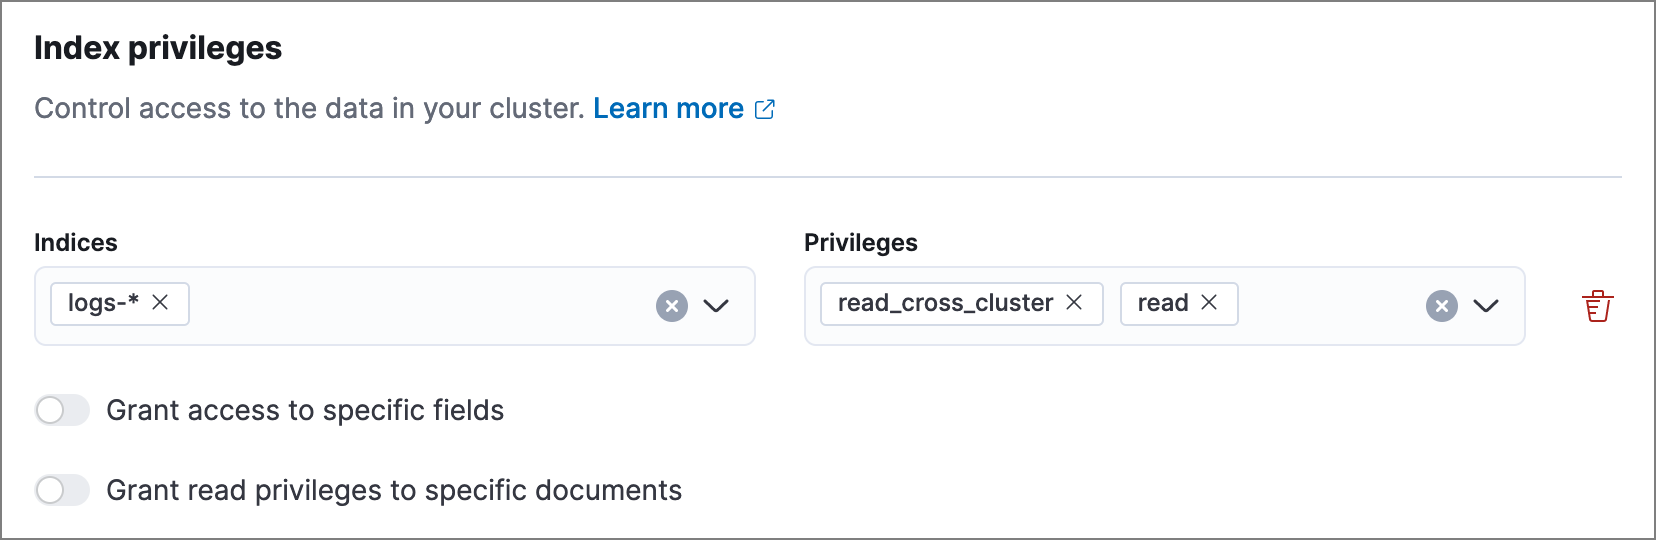 Index privileges
Control access to the data in your cluster. Learn more
Indices
Privileges
logs-*
read_cross_cluster read
Grant access to specific fields
Grant read privileges to specific documents